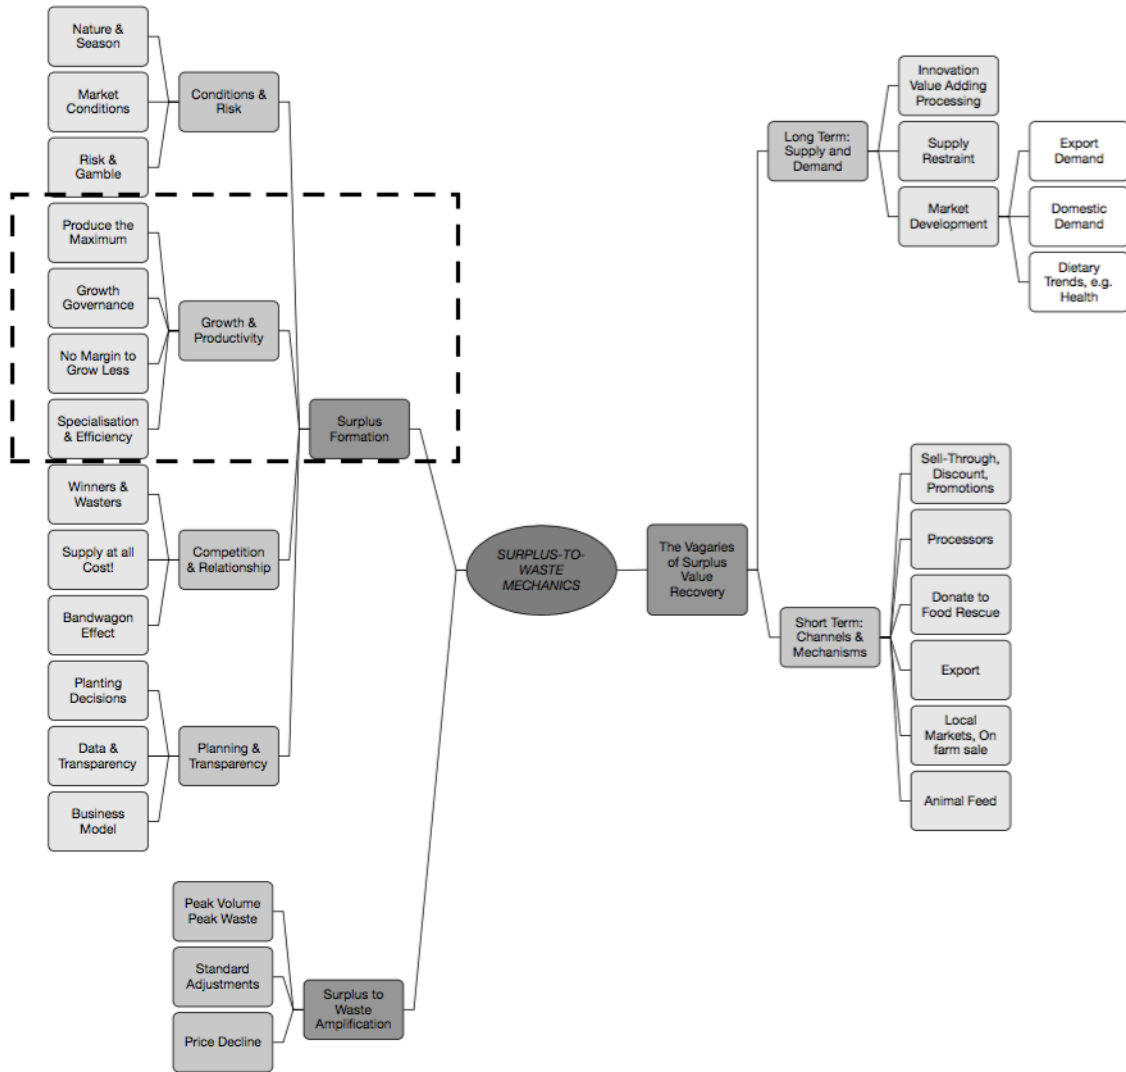 Nature &
Season
Market
Conditions
Risk &
Gamble
Conditions &
Risk
Produce the
Maximum
Growth
Governance
No Margin to
Grow Less
Specialisation
& Efficiency
Growth &
Productivity
Winners &
Wasters
Supply at all
Cost!
Bandwagon
Effect
Competition
& Relationship
Planting
Decisions
Data &
Transparency
Business
Model
Planning &
Transparency
Surplus
Formation
Peak Volume
Peak Waste
Standard
Adjustments
Price Decline
Surplus to
Waste
Amplification
SURPLUS-TO-
WASTE
MECHANICS
The Vagaries
of Surplus
Value
Recovery
Long Term:
Supply and
Demand
Innovation
Value Adding
Processing
Supply
Restraint
Market
Development
Export
Demand
Domestic
Demand
Dietary
Trends, e.g.
Health
Short Term:
Channels &
Mechanisms
Sell-Through,
Discount,
Promotions
Processors
Donate to
Food Rescue
Export
Local
Markets, On
farm sale
Animal Feed